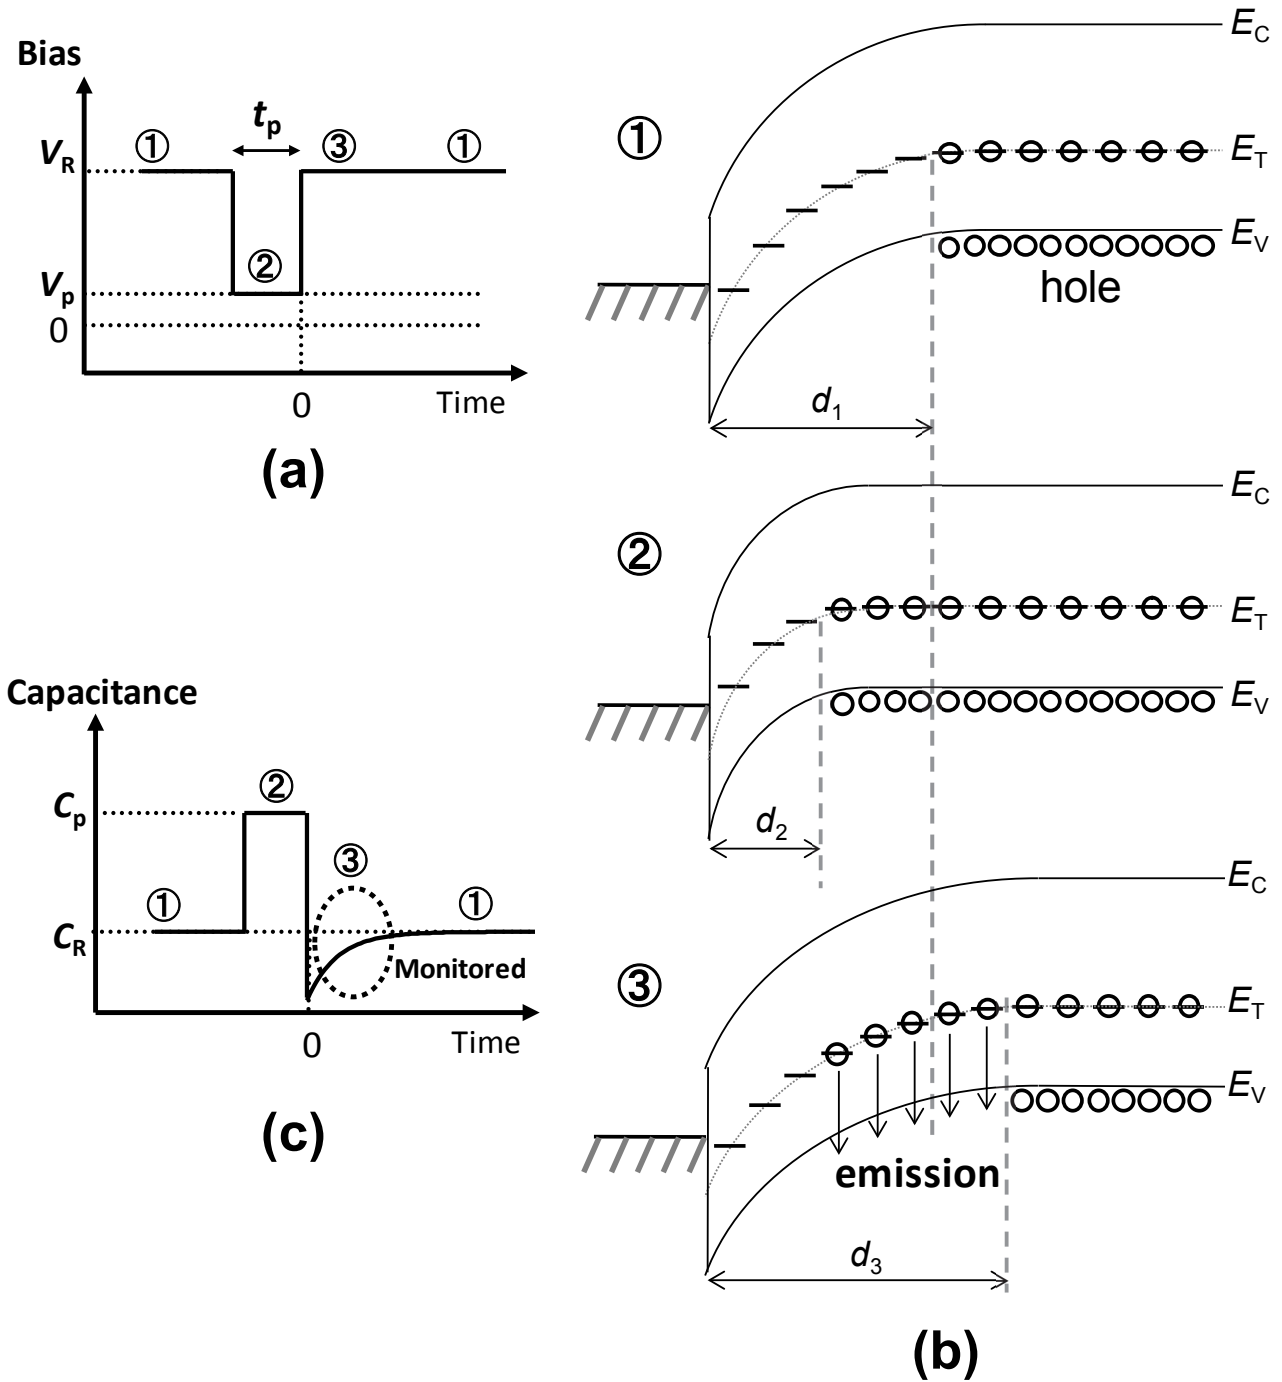 Bias
t_p
① ③ ①
V_R
②
V_p
0
0 Time
(a)
Capacitance
②
C_p
③
① ①
C_R
Monitored
0 Time
(c)
①
E_C
E_T
E_V
hole
d_1
②
E_C
E_T
E_V
d_2
③
E_C
E_T
E_V
emission
d_3
(b)